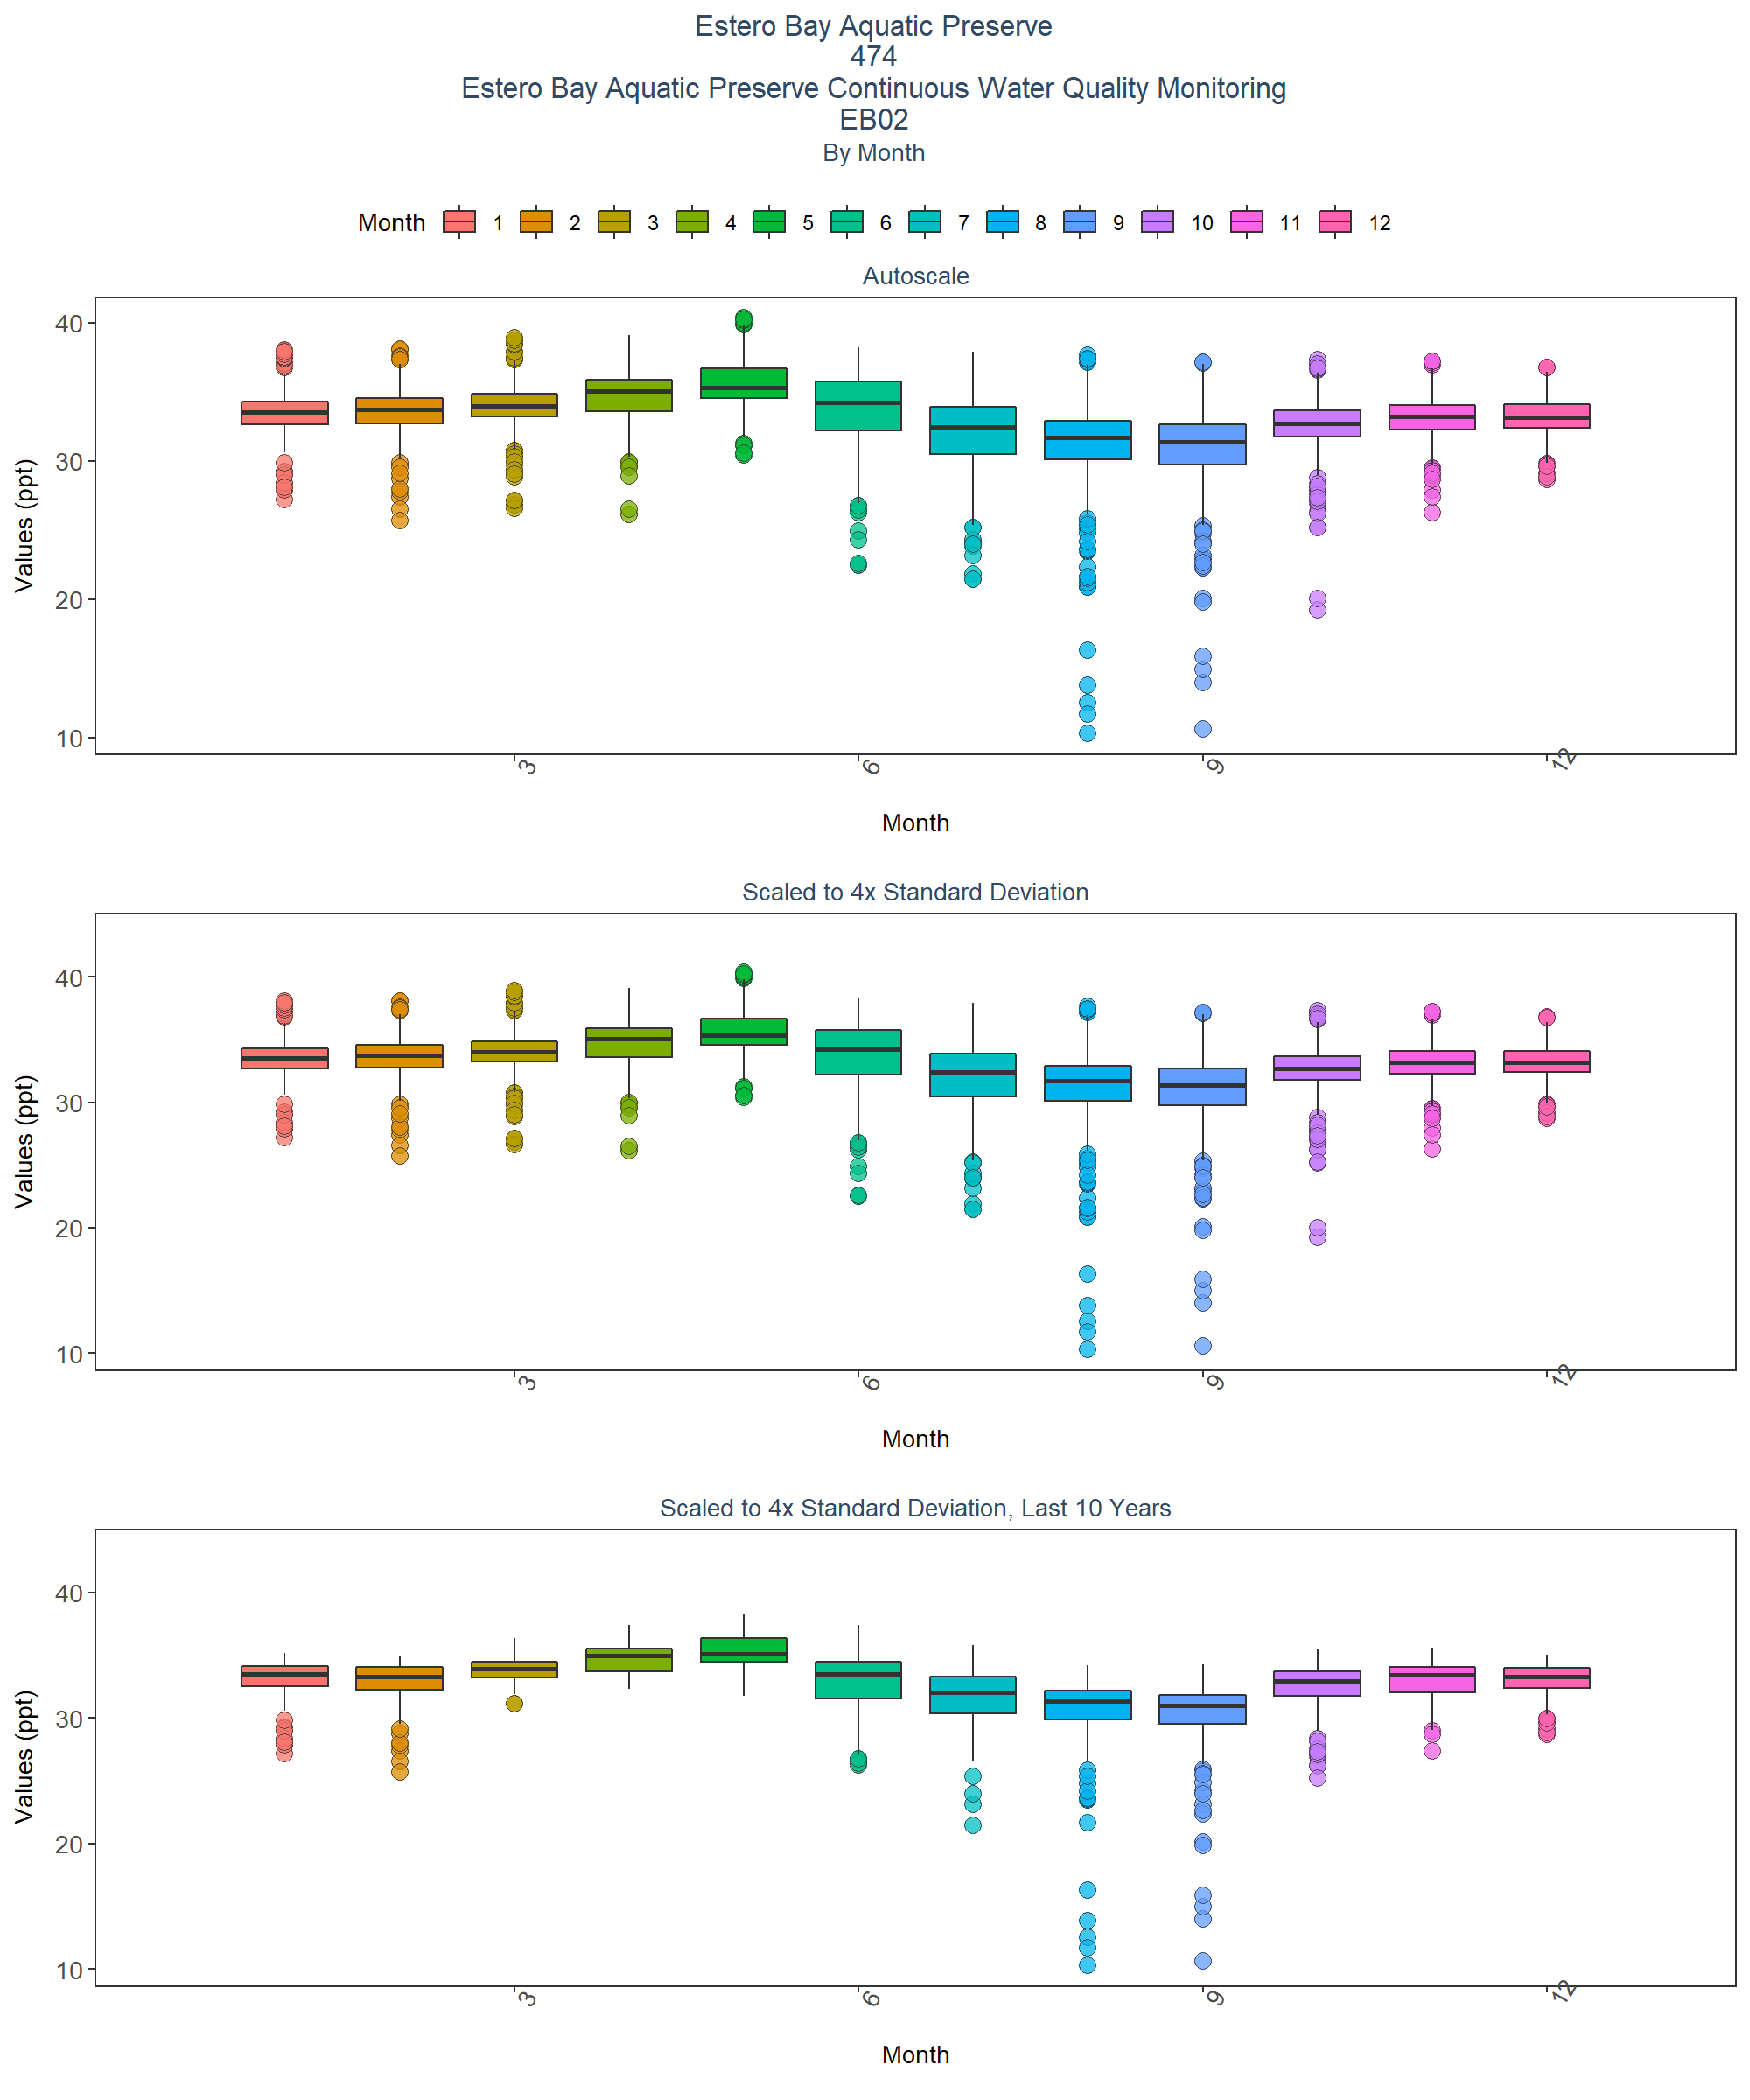 Estero Bay Aquatic Preserve
474
Estero Bay Aquatic Preserve Continuous Water Quality Monitoring
EB02
By Month
Month 1 2 3 4 5 6 7 8 9 10 11 12
Autoscale
Values (ppt)
40
30
20
10
3 6 9 12
Month
Scaled to 4x Standard Deviation
Values (ppt)
40
30
20
10
3 6 9 12
Month
Scaled to 4x Standard Deviation, Last 10 Years
Values (ppt)
40
30
20
10
3 6 9 12
Month